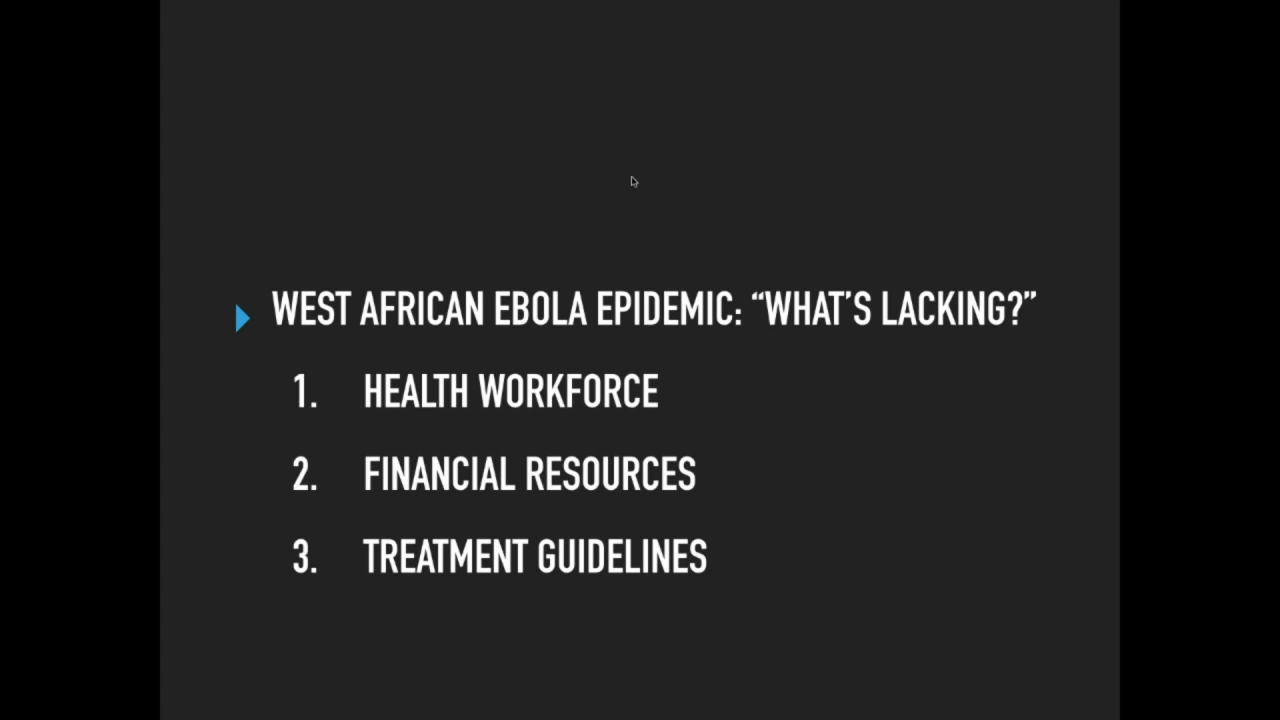 WEST AFRICAN EBOLA EPIDEMIC: “WHAT’S LACKING?”
1. HEALTH WORKFORCE
2. FINANCIAL RESOURCES
3. TREATMENT GUIDELINES